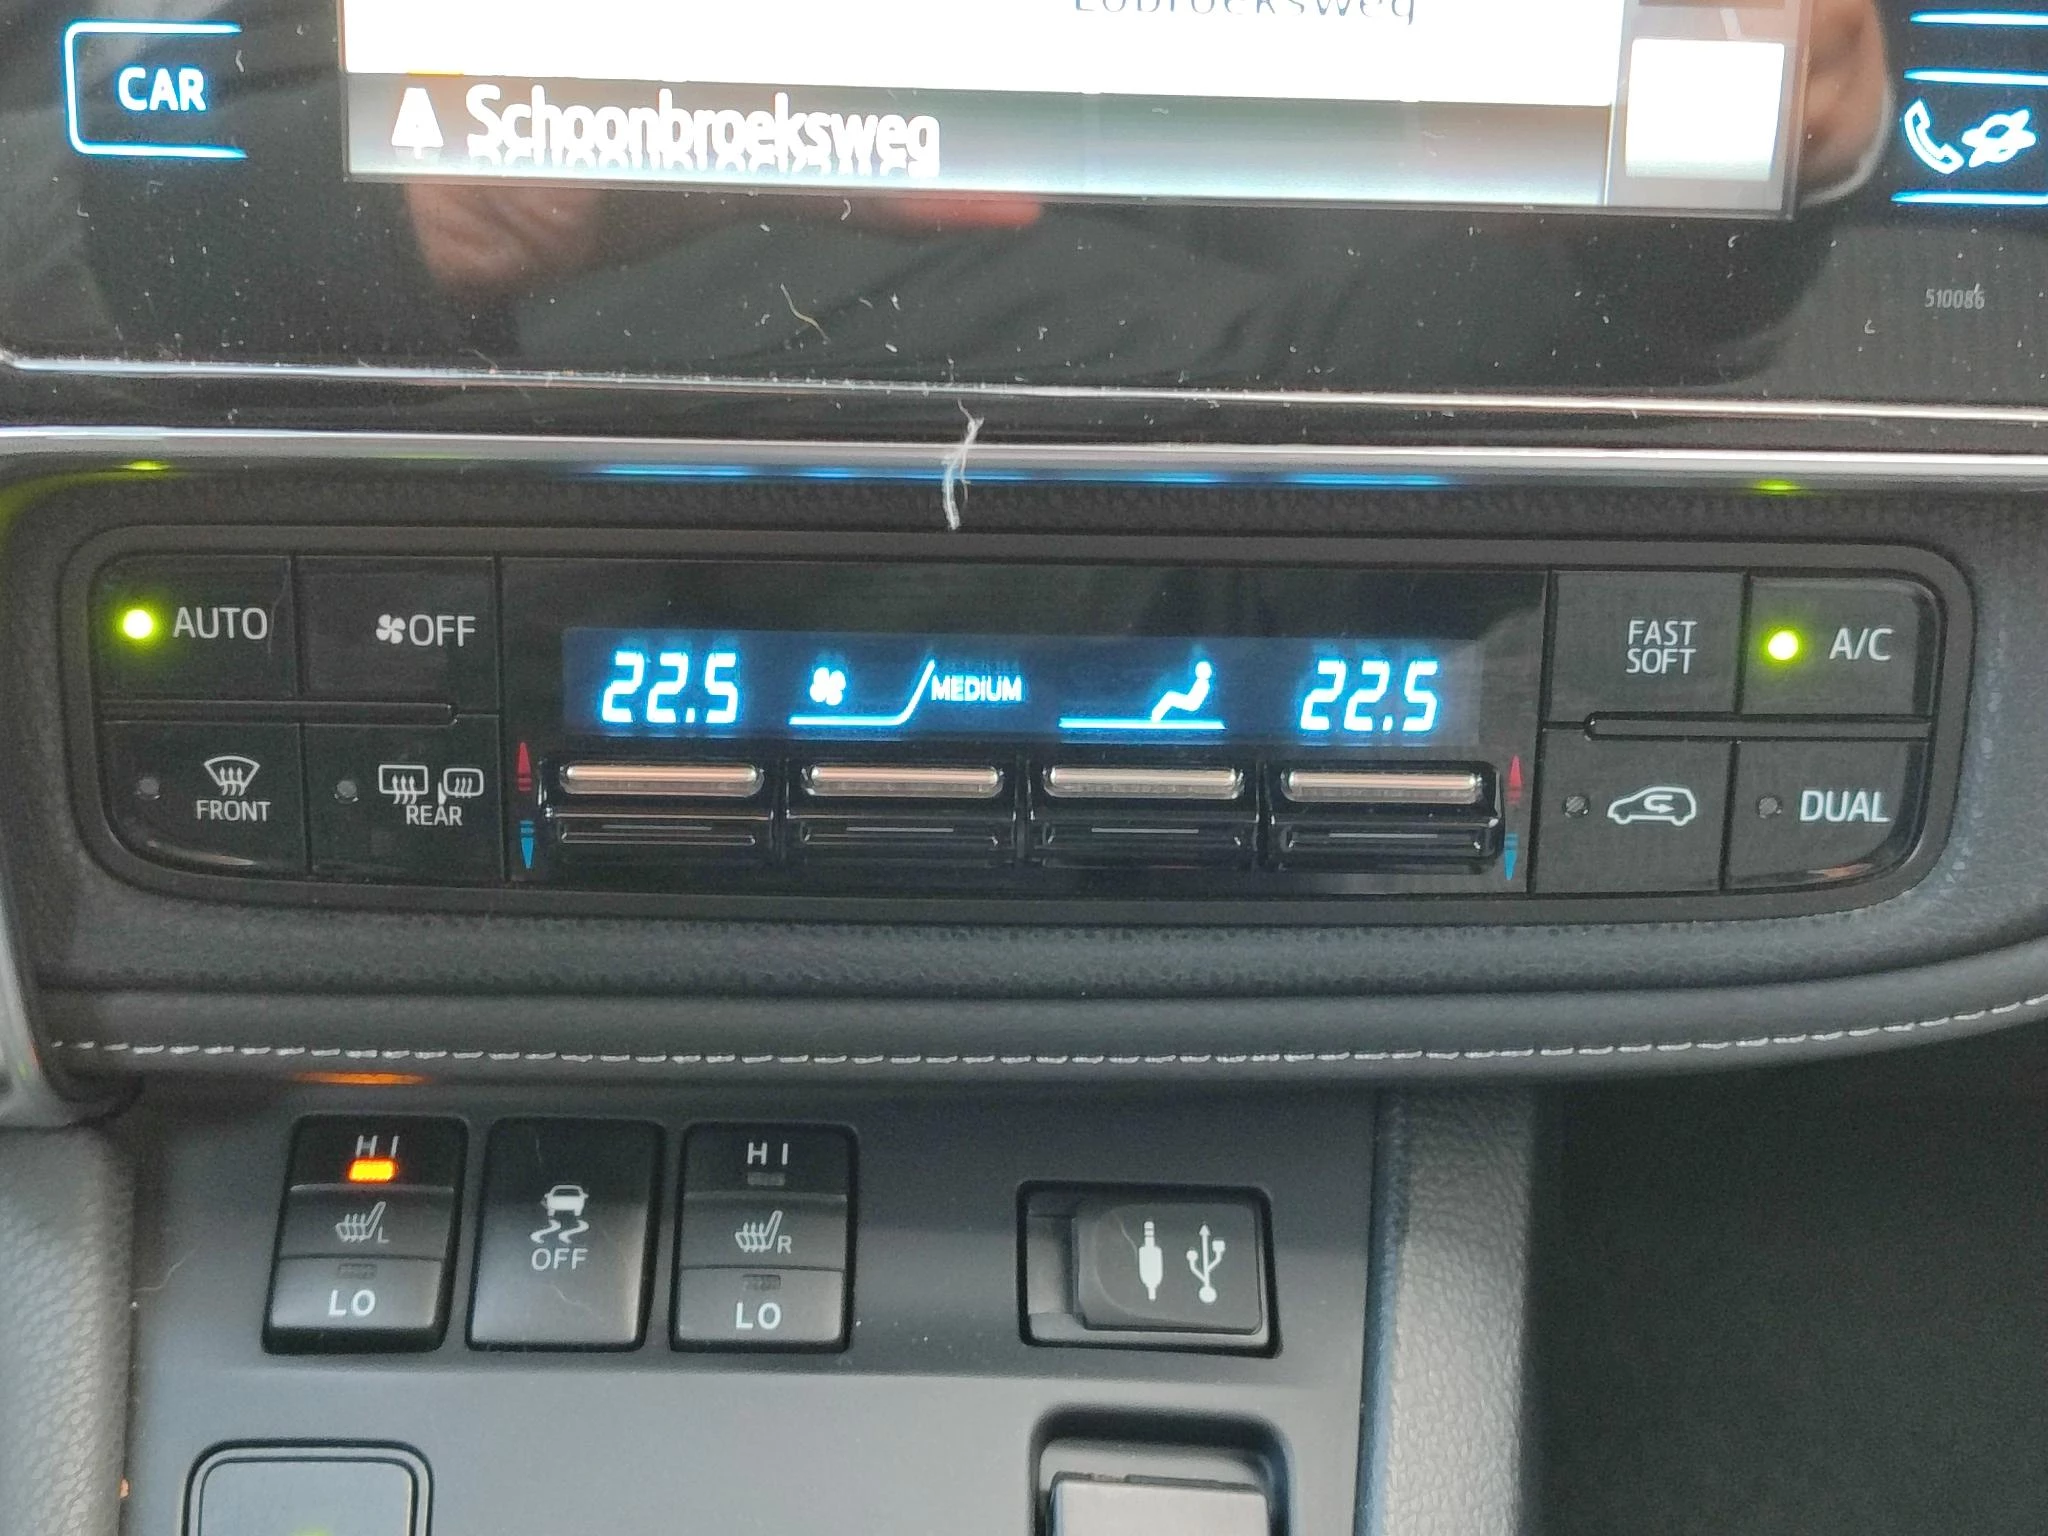 CAR
Schoonbroeksweg
510086
AUTO
OFF
22.5
MEDIUM
22.5
FAST
SOFT
A/C
FRONT
REAR
DUAL
HI
L
LO
OFF
HI
R
LO